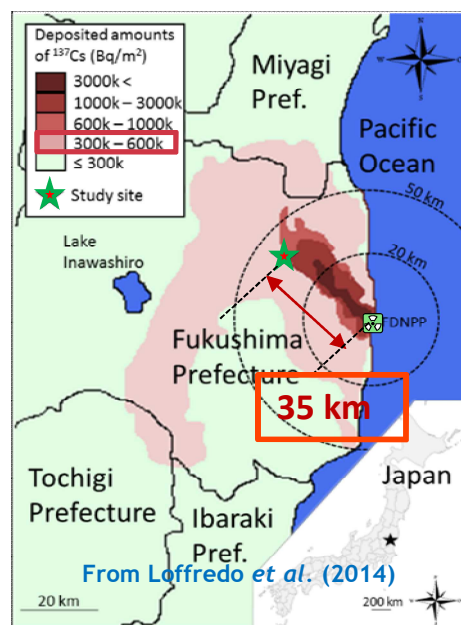 Deposited amounts
of ¹³⁷Cs (Bq/m²)
3000k <
1000k – 3000k
600k – 1000k
300k – 600k
≤ 300k
Study site
Miyagi
Pref.
N
W
E
S
Pacific
Ocean
50 km
20 km
Lake
Inawashiro
FDNPP
Fukushima
Prefecture
35 km
Tochigi
Prefecture
Ibaraki
Pref.
Japan
From Loffredo et al. (2014)
20 km
200 km